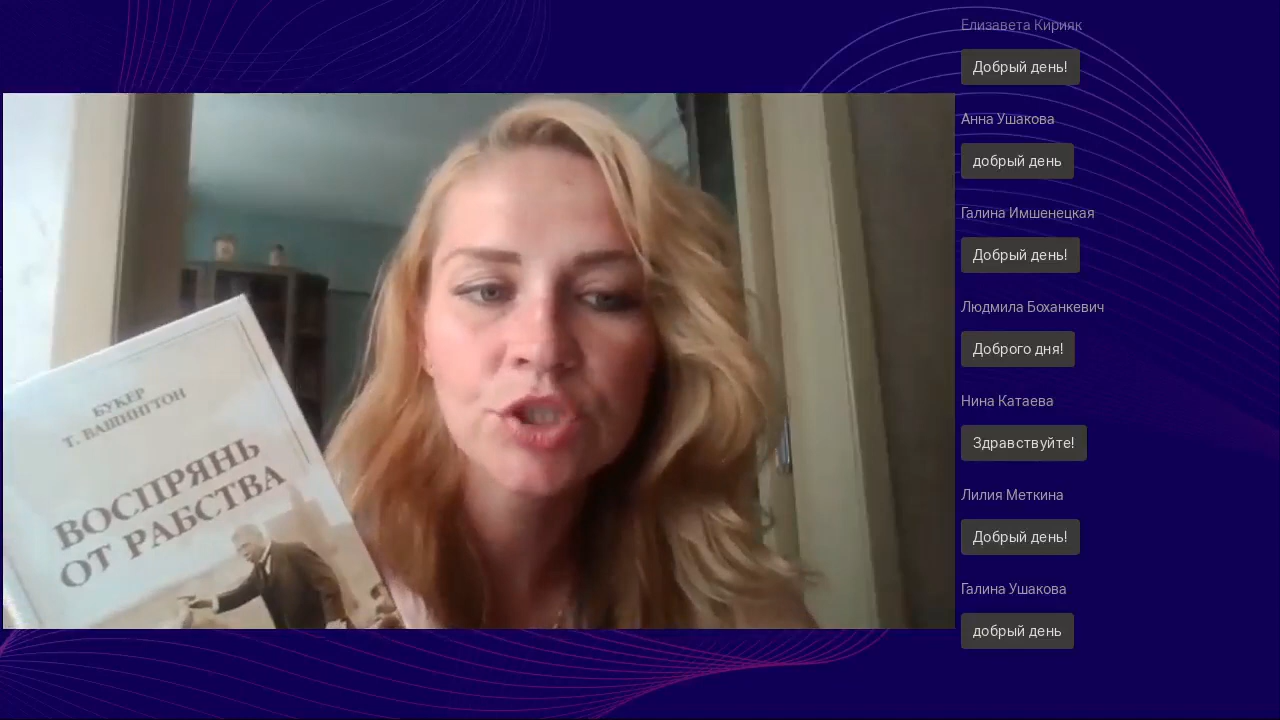 БУКЕР
Т. ВАШИНГТОН
ВОСПРЯНЬ
ОТ РАБСТВА
Елизавета Кирияк
Добрый день!
Анна Ушакова
добрый день
Галина Имшенецкая
Добрый день!
Людмила Боханкевич
Доброго дня!
Нина Катаева
Здравствуйте!
Лилия Меткина
Добрый день!
Галина Ушакова
добрый день